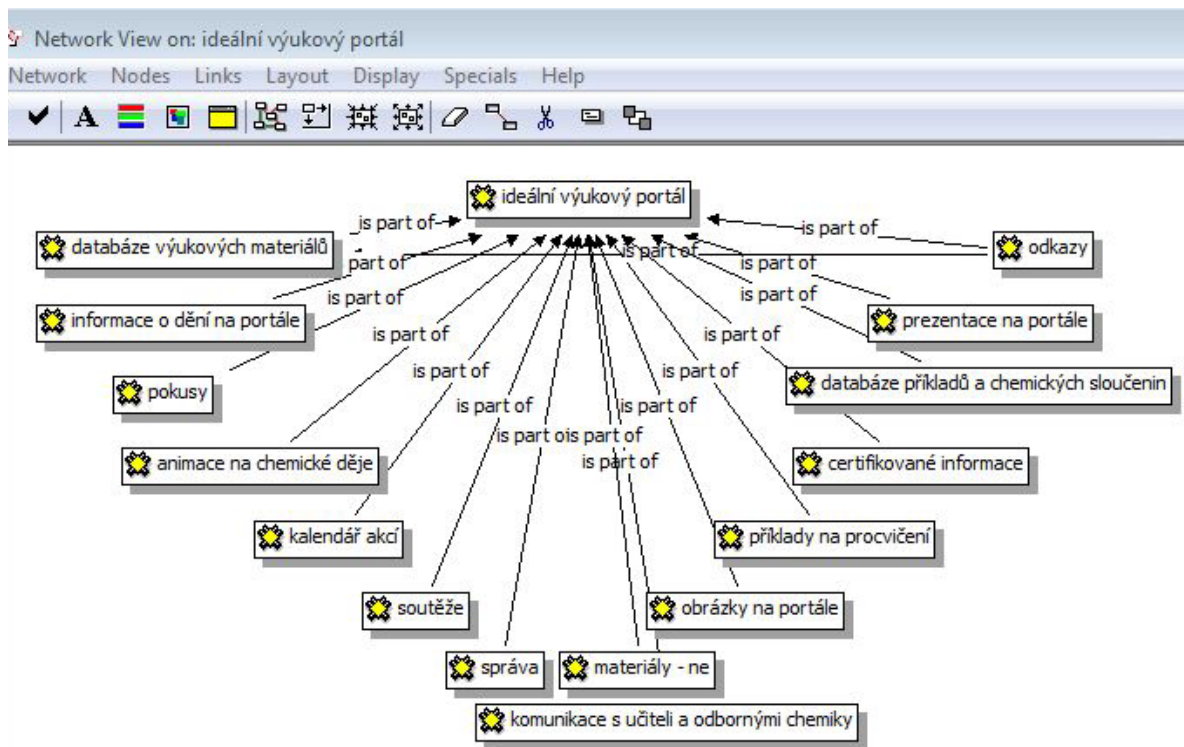 Network View on: ideální výukový portál
Network Nodes Links Layout Display Specials Help
A
ideální výukový portál
is part of
is part of
databáze výukových materiálů
odkazy
part of
is part of
is part of
is part of
is part of
informace o dění na portále
prezentace na portále
is part of
is part of
is part of
is part of
pokusy
databáze příkladů a chemických sloučenin
is part of
is part of
is part o
is part of
is part of
animace na chemické děje
certifikované informace
kalendář akcí
příklady na procvičení
soutěže
obrázky na portále
správa
materiály - ne
komunikace s učiteli a odbornými chemiky